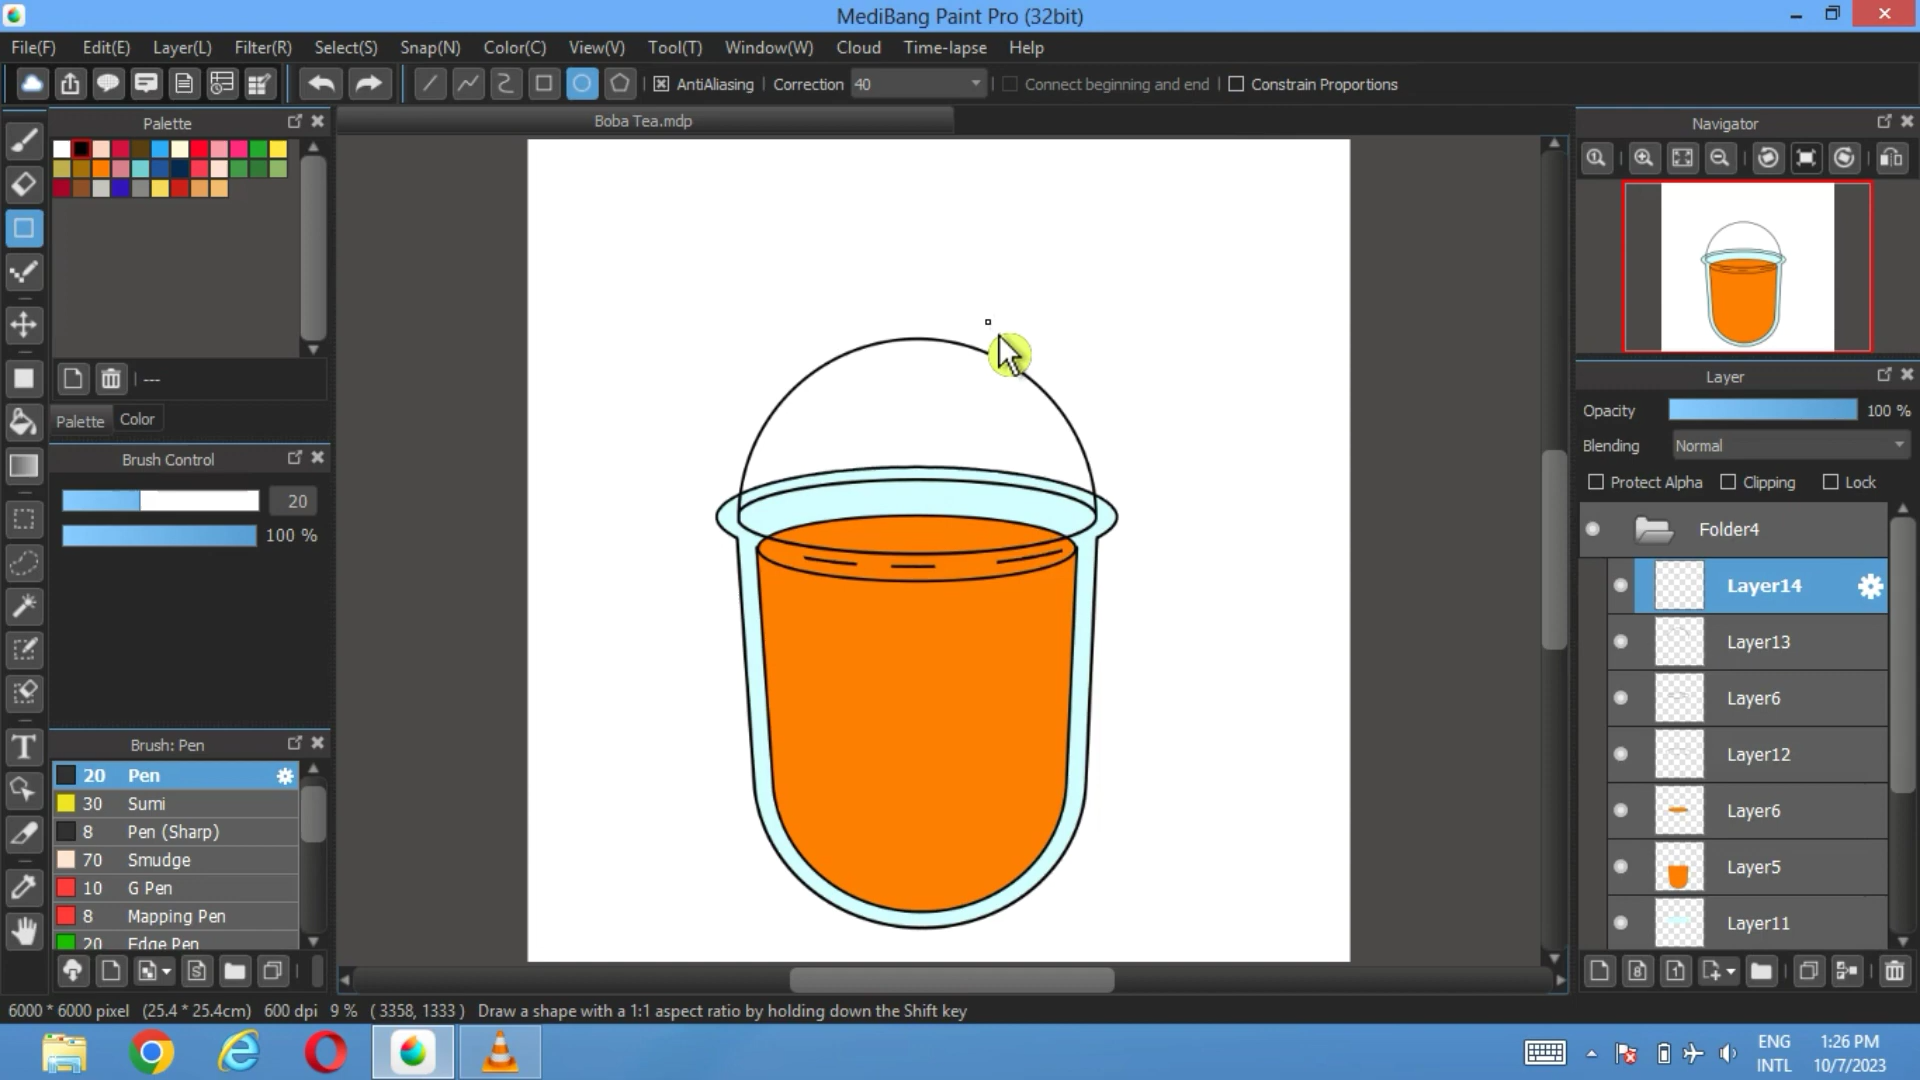 MediBang Paint Pro (32bit)
File(F) Edit(E) Layer(L) Filter(R) Select(S) Snap(N) Color(C) View(V) Tool(T) Window(W) Cloud Time-lapse Help
AntiAliasing Correction 40 Connect beginning and end Constrain Proportions
Palette
Boba Tea.mdp
Navigator
---
Palette Color
Brush Control
20
100 %
Brush: Pen
20 Pen
30 Sumi
8 Pen (Sharp)
70 Smudge
10 G Pen
8 Mapping Pen
20 Edge Pen
Layer
Opacity 100 %
Blending Normal
Protect Alpha Clipping Lock
Folder4
Layer14
Layer13
Layer6
Layer12
Layer6
Layer5
Layer11
6000 * 6000 pixel (25.4 * 25.4cm) 600 dpi 9 % ( 3358, 1333 ) Draw a shape with a 1:1 aspect ratio by holding down the Shift key
ENG
INTL
1:26 PM
10/7/2023